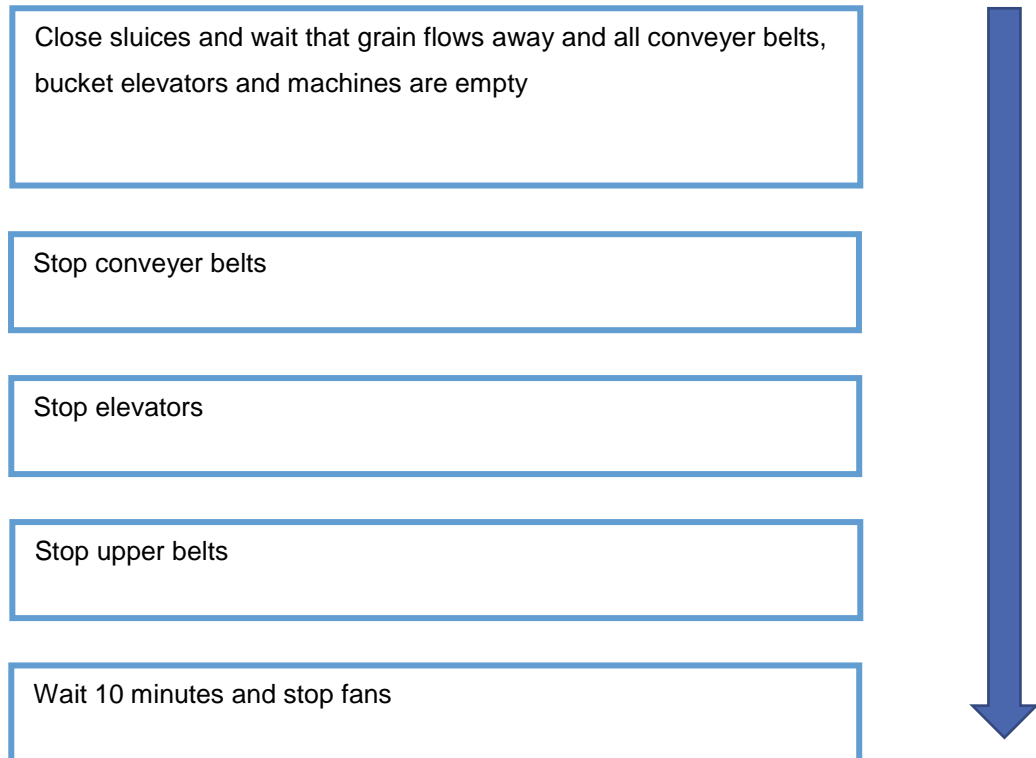 Close sluices and wait that grain flows away and all conveyer belts,
bucket elevators and machines are empty
Stop conveyer belts
Stop elevators
Stop upper belts
Wait 10 minutes and stop fans